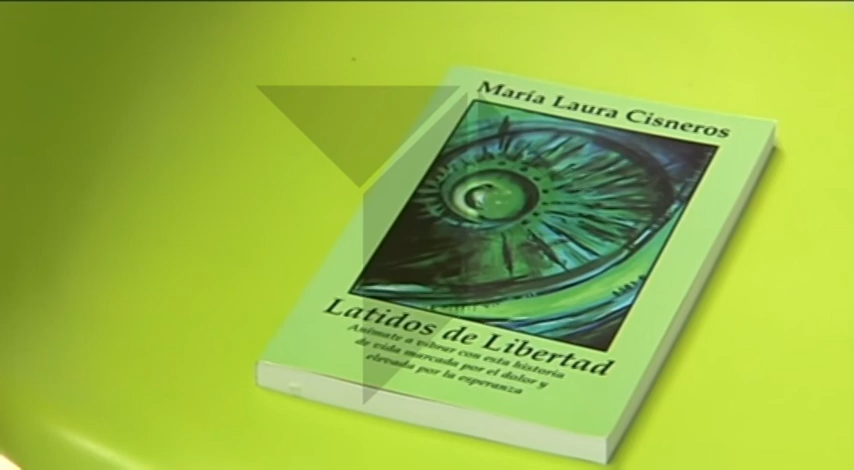 María Laura Cisneros
Latidos de Libertad
Anímate a vibrar con esta historia
de vida marcada por el dolor y
elevada por la esperanza